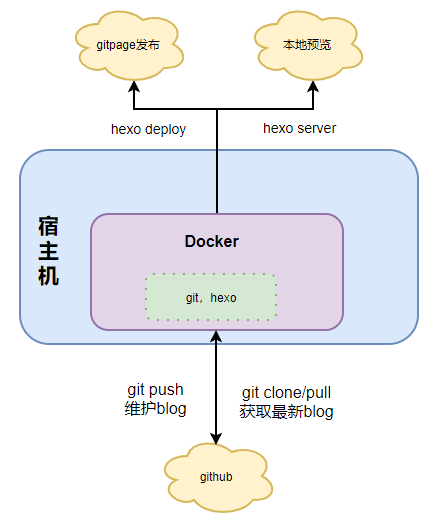 gitpage发布
本地预览
hexo deploy
hexo server
宿主机
Docker
git，hexo
git push
维护blog
git clone/pull
获取最新blog
github